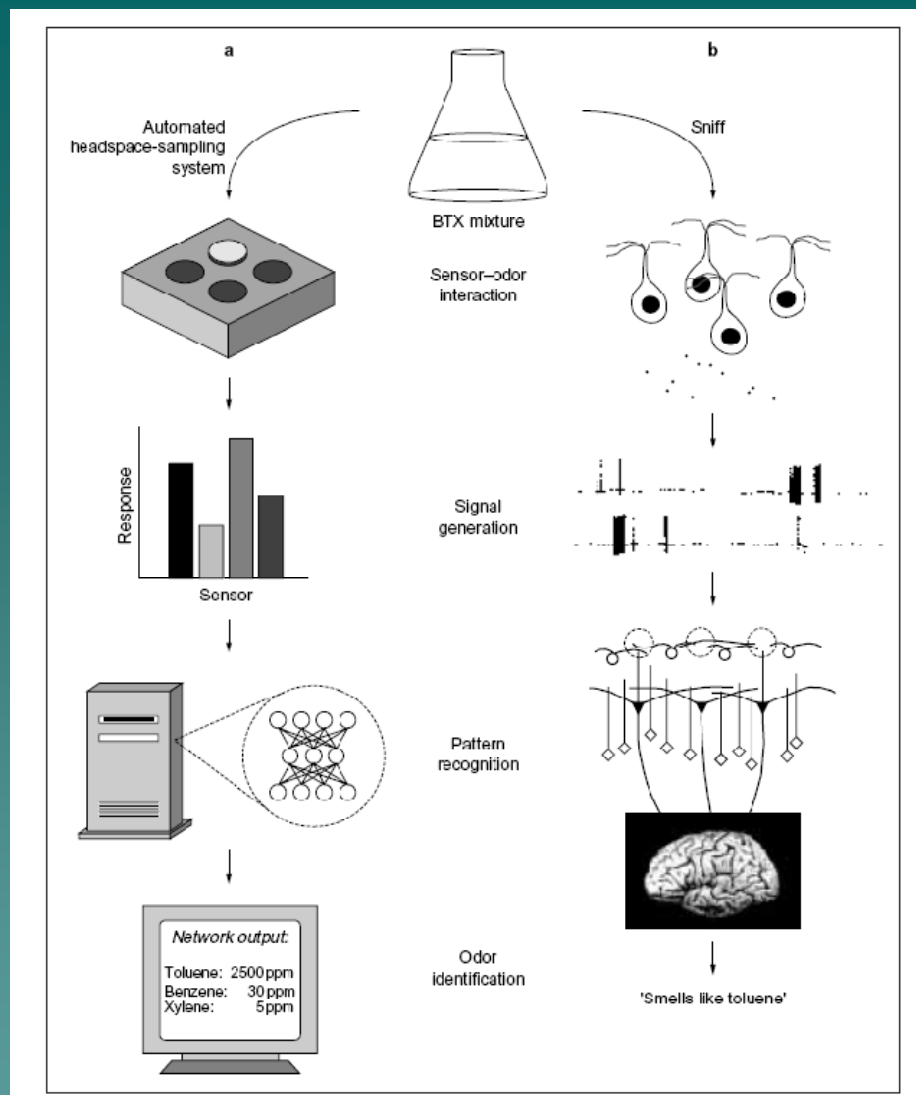 a
b
Automated
headspace-sampling
system
Sniff
BTX mixture
Sensor–odor
interaction
Response
Sensor
Signal
generation
Pattern
recognition
Network output:
Toluene: 2500 ppm
Benzene: 30 ppm
Xylene: 5 ppm
Odor
identification
'Smells like toluene'